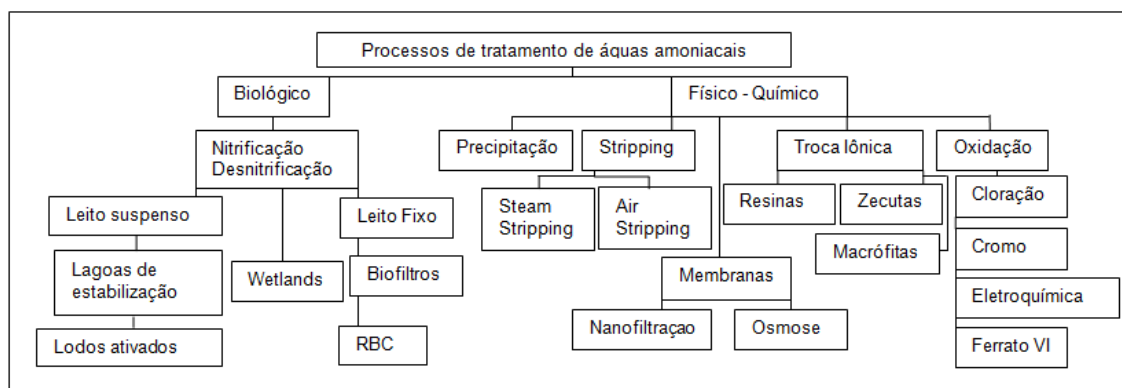 Processos de tratamento de águas amoniacais
Biológico
Físico - Químico
Nitrificação
Desnitrificação
Precipitação
Stripping
Troca Iônica
Oxidação
Leito suspenso
Leito Fixo
Steam
Stripping
Air
Stripping
Resinas
Zecutas
Cloração
Lagoas de
estabilização
Wetlands
Biofiltros
Membranas
Macrófitas
Cromo
Eletroquímica
Lodos ativados
RBC
Nanofiltraçao
Osmose
Ferrato VI